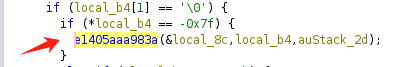 if (local_b4[1] == '\0') {
if (*local_b4 == -0x7f) {
e1405aaa983a(&local_8c,local_b4,auStack_2d);
}